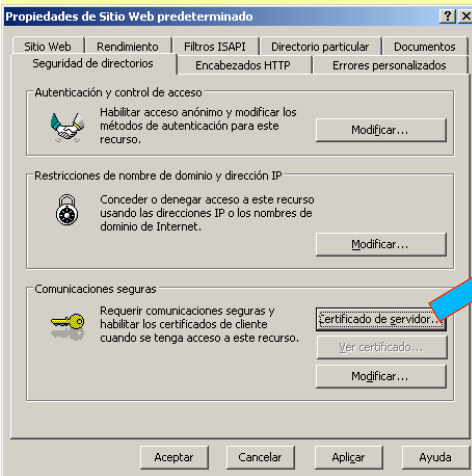 Propiedades de Sitio Web predeterminado
Sitio Web Rendimiento Filtros ISAPI Directorio particular Documentos
Seguridad de directorios Encabezados HTTP Errores personalizados
Autenticación y control de acceso
Habilitar acceso anónimo y modificar los
métodos de autenticación para este
recurso.
Modificar...
Restricciones de nombre de dominio y dirección IP
Conceder o denegar acceso a este recurso
usando las direcciones IP o los nombres de
dominio de Internet.
Modificar...
Comunicaciones seguras
Requerir comunicaciones seguras y
habilitar los certificados de cliente
cuando se tenga acceso a este recurso.
Certificado de servidor...
Ver certificado...
Modificar...
Aceptar Cancelar Aplicar Ayuda